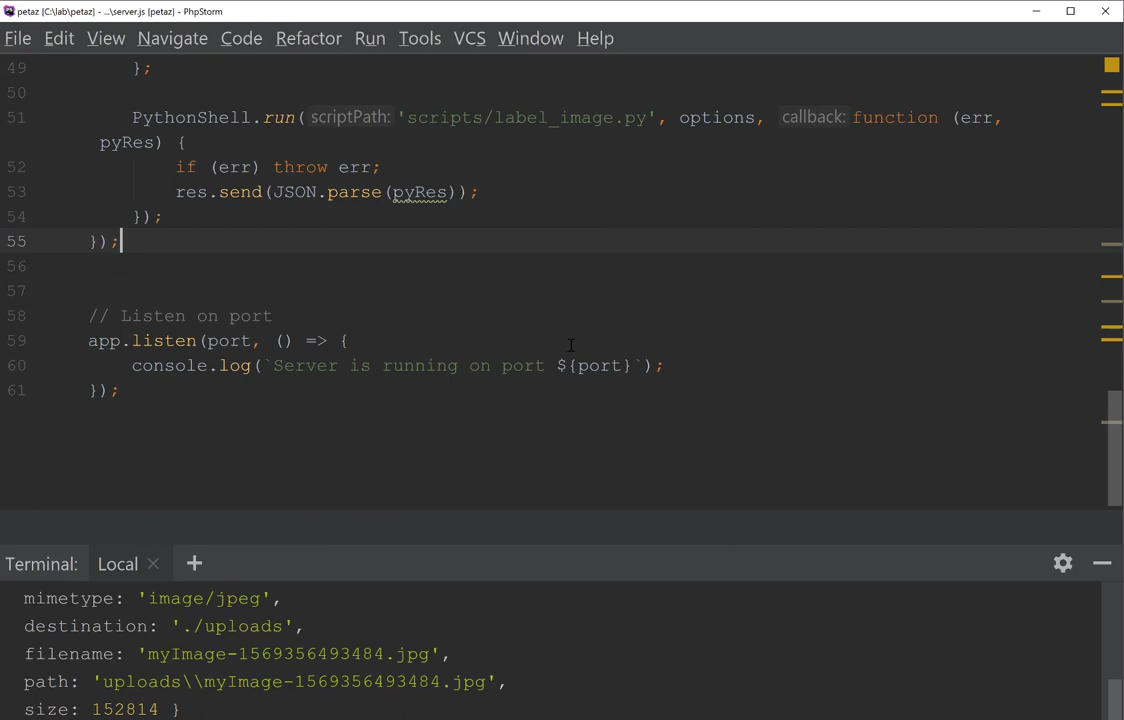 petaz [C:\lab\petaz] - ...\server.js [petaz] - PhpStorm
File Edit View Navigate Code Refactor Run Tools VCS Window Help
49 };
50
51 PythonShell.run( scriptPath: 'scripts/label_image.py', options, callback: function (err,
pyRes) {
52 if (err) throw err;
53 res.send(JSON.parse(pyRes));
54 });
55 });
56
57
58 // Listen on port
59 app.listen(port, () => {
60 console.log(`Server is running on port ${port}`);
61 });
Terminal: Local × +
mimetype: 'image/jpeg',
destination: './uploads',
filename: 'myImage-1569356493484.jpg',
path: 'uploads\\myImage-1569356493484.jpg',
size: 152814 }